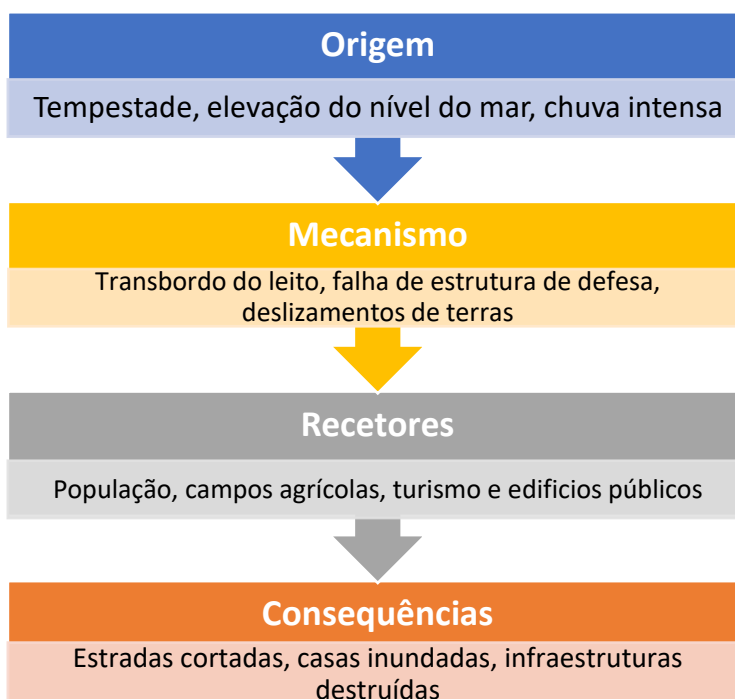 Origem
Tempestade, elevação do nível do mar, chuva intensa
Mecanismo
Transbordo do leito, falha de estrutura de defesa,
deslizamentos de terras
Recetores
População, campos agrícolas, turismo e edificios públicos
Consequências
Estradas cortadas, casas inundadas, infraestruturas
destruídas